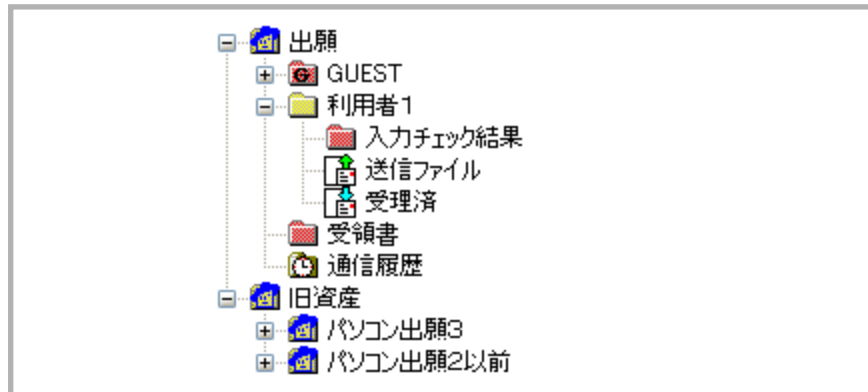 出願
GUEST
利用者1
入力チェック結果
送信ファイル
受理済
受領書
通信履歴
旧資産
パソコン出願3
パソコン出願2以前